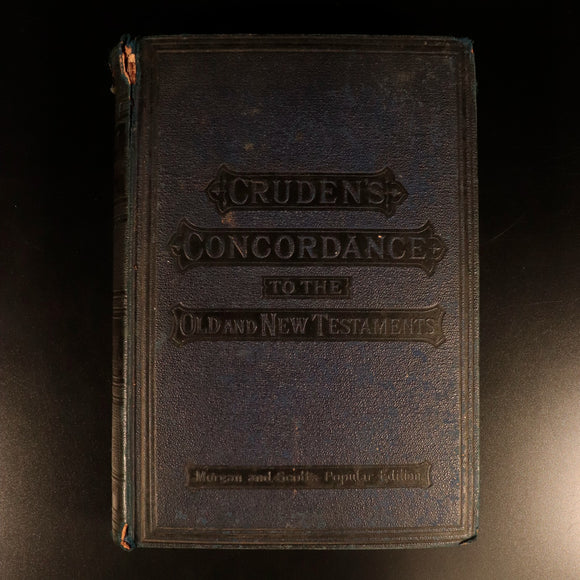 CRUDEN'S
CONCORDANCE
TO THE
OLD AND NEW TESTAMENTS
Morgan and Scott's Popular Edition